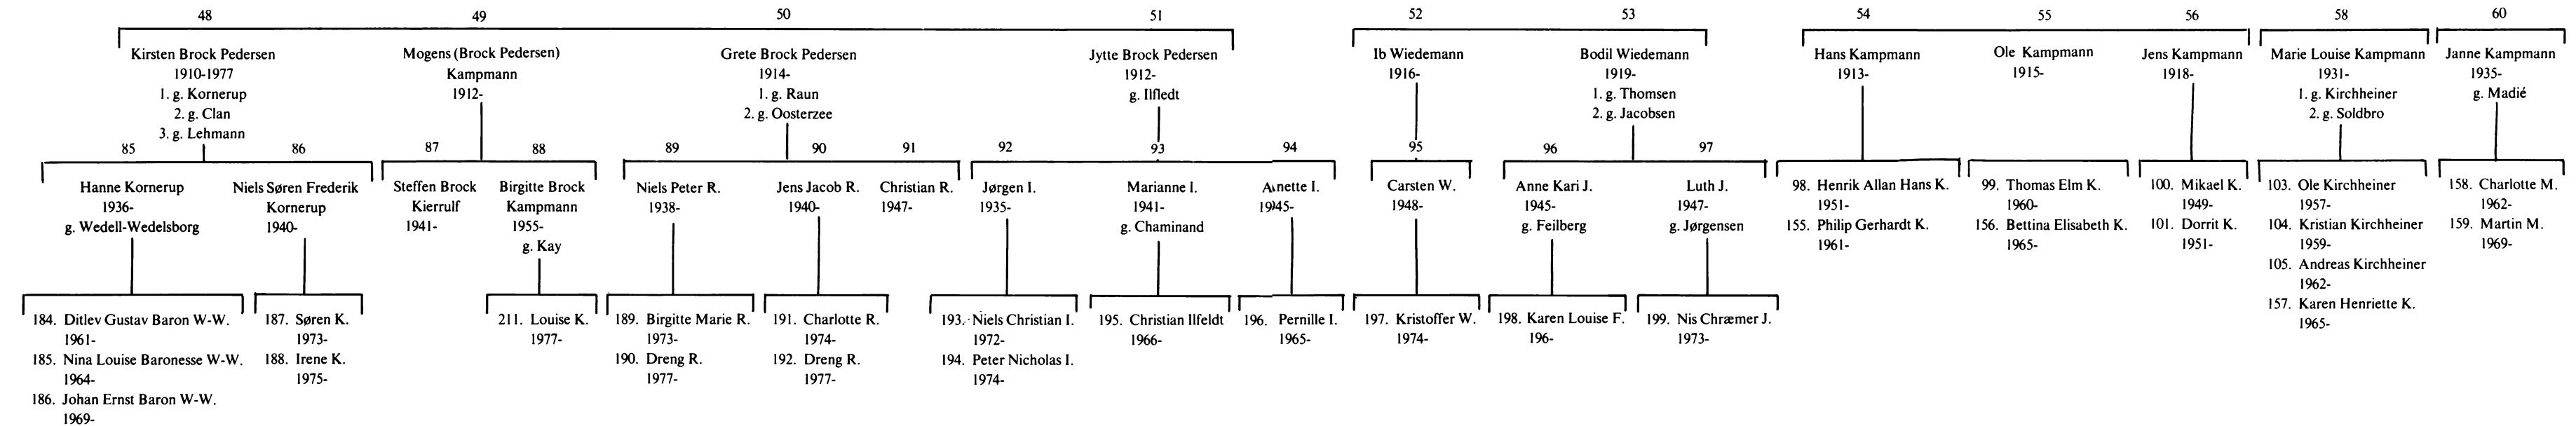 48 49 50 51 52 53 54 55 56 58 60
Kirsten Brock Pedersen
1910-1977
1. g. Kornerup
2. g. Clan
3. g. Lehmann
Mogens (Brock Pedersen)
Kampmann
1912-
Grete Brock Pedersen
1914-
1. g. Raun
2. g. Oosterzee
Jytte Brock Pedersen
1912-
g. Ilfledt
Ib Wiedemann
1916-
Bodil Wiedemann
1919-
1. g. Thomsen
2. g. Jacobsen
Hans Kampmann
1913-
Ole Kampmann
1915-
Jens Kampmann
1918-
Marie Louise Kampmann
1931-
1. g. Kirchheiner
2. g. Soldbro
Janne Kampmann
1935-
g. Madié
85 86 87 88 89 90 91 92 93 94 95 96 97
Hanne Kornerup
1936-
g. Wedell-Wedelsborg
Niels Søren Frederik
Kornerup
1940-
Steffen Brock
Kierrulf
1941-
Birgitte Brock
Kampmann
1955-
g. Kay
Niels Peter R.
1938-
Jens Jacob R.
1940-
Christian R.
1947-
Jørgen I.
1935-
Marianne I.
1941-
g. Chaminand
Annette I.
1945-
Carsten W.
1948-
Anne Kari J.
1945-
g. Feilberg
Luth J.
1947-
g. Jørgensen
98. Henrik Allan Hans K.
1951-
155. Philip Gerhardt K.
1961-
99. Thomas Elm K.
1960-
156. Bettina Elisabeth K.
1965-
100. Mikael K.
1949-
101. Dorrit K.
1951-
103. Ole Kirchheiner
1957-
104. Kristian Kirchheiner
1959-
105. Andreas Kirchheiner
1962-
157. Karen Henriette K.
1965-
158. Charlotte M.
1962-
159. Martin M.
1969-
184. Ditlev Gustav Baron W-W.
1961-
185. Nina Louise Baronesse W-W.
1964-
186. Johan Ernst Baron W-W.
1969-
187. Søren K.
1973-
188. Irene K.
1975-
211. Louise K.
1977-
189. Birgitte Marie R.
1973-
190. Dreng R.
1977-
191. Charlotte R.
1974-
192. Dreng R.
1977-
193. Niels Christian I.
1972-
194. Peter Nicholas I.
1974-
195. Christian Ilfeldt
1966-
196. Pernille I.
1965-
197. Kristoffer W.
1974-
198. Karen Louise F.
196-
199. Nis Chræmer J.
1973-